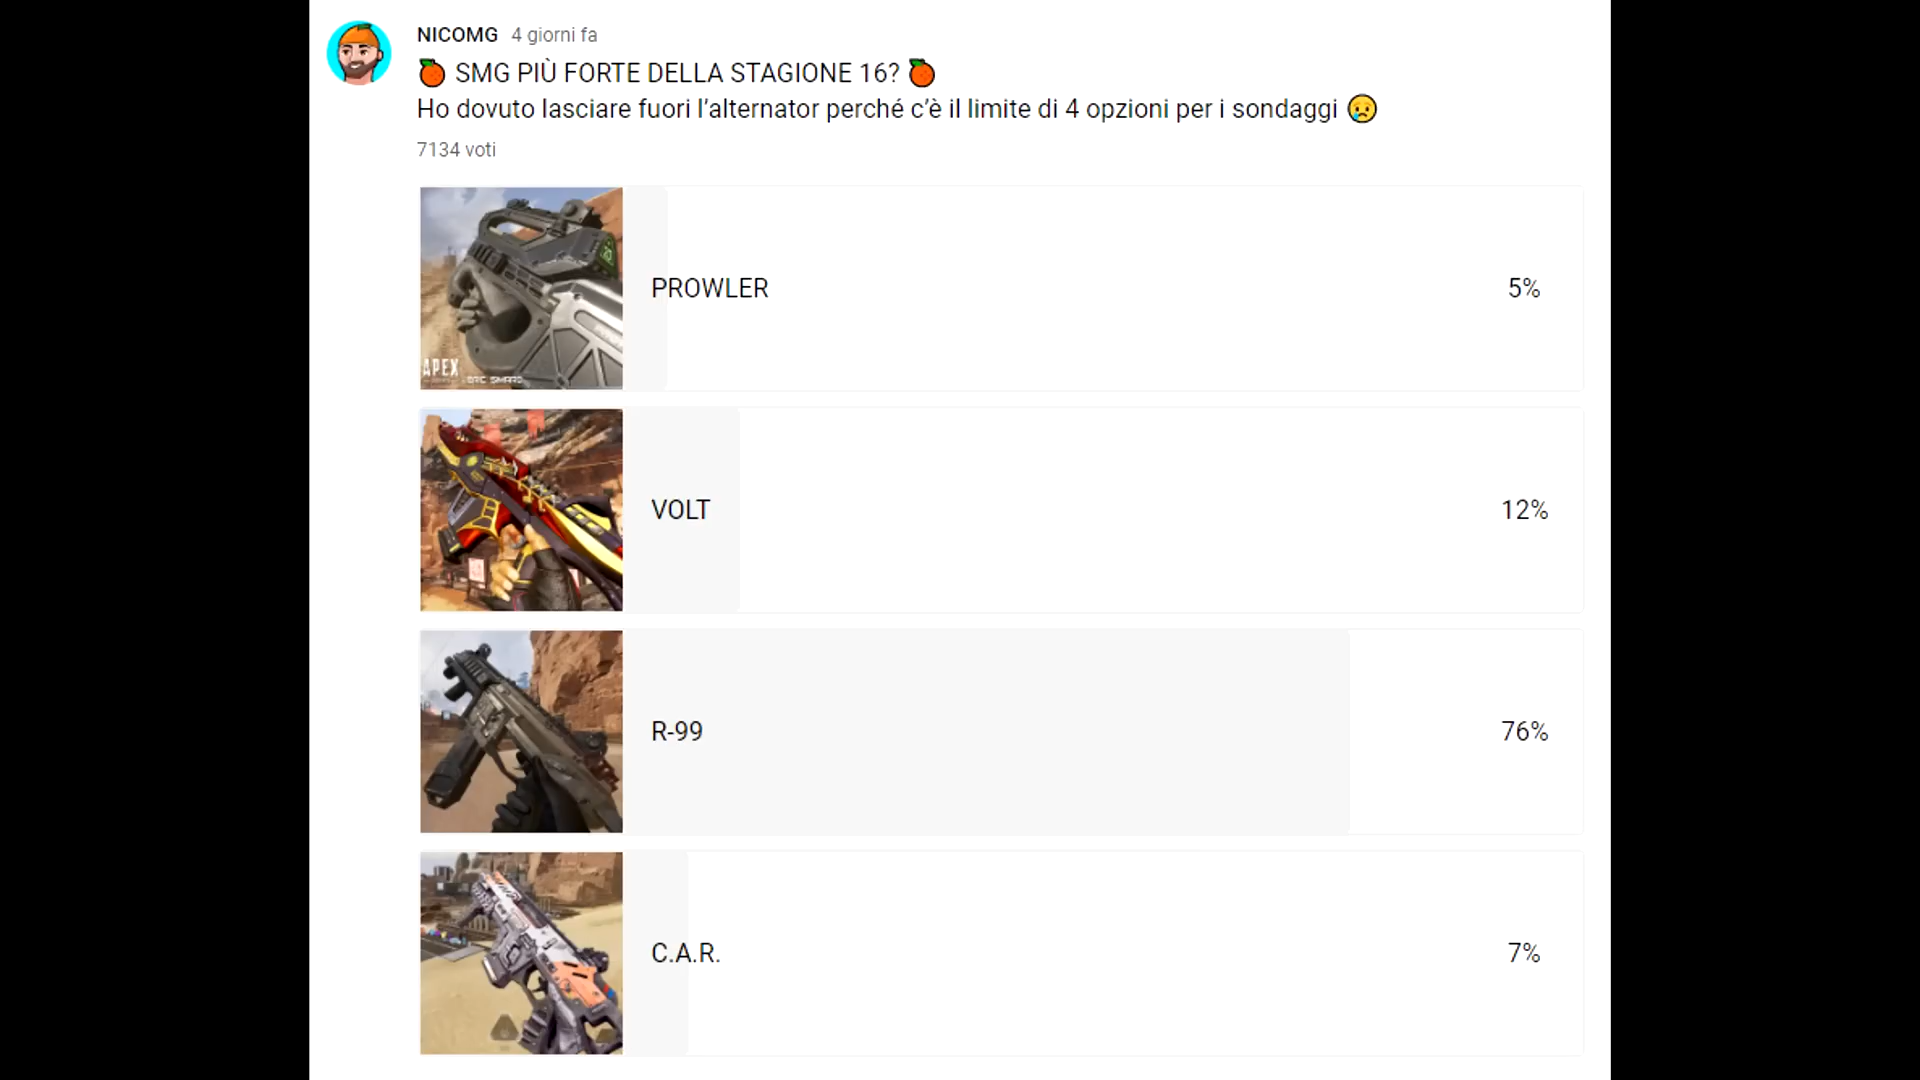 NICOMG 4 giorni fa
🍊 SMG PIÙ FORTE DELLA STAGIONE 16? 🍊
Ho dovuto lasciare fuori l’alternator perché c’è il limite di 4 opzioni per i sondaggi 😥
7134 voti
PROWLER 5%
APEX
VOLT 12%
R-99 76%
C.A.R. 7%